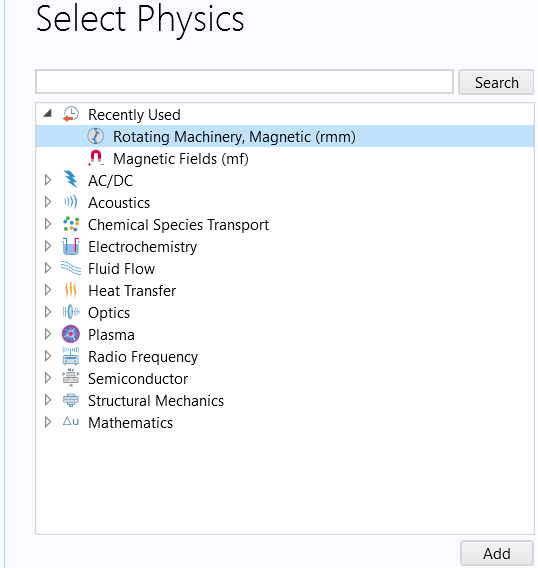 Select Physics
Search
Recently Used
Rotating Machinery, Magnetic (rmm)
Magnetic Fields (mf)
AC/DC
Acoustics
Chemical Species Transport
Electrochemistry
Fluid Flow
Heat Transfer
Optics
Plasma
Radio Frequency
Semiconductor
Structural Mechanics
Δu Mathematics
Add